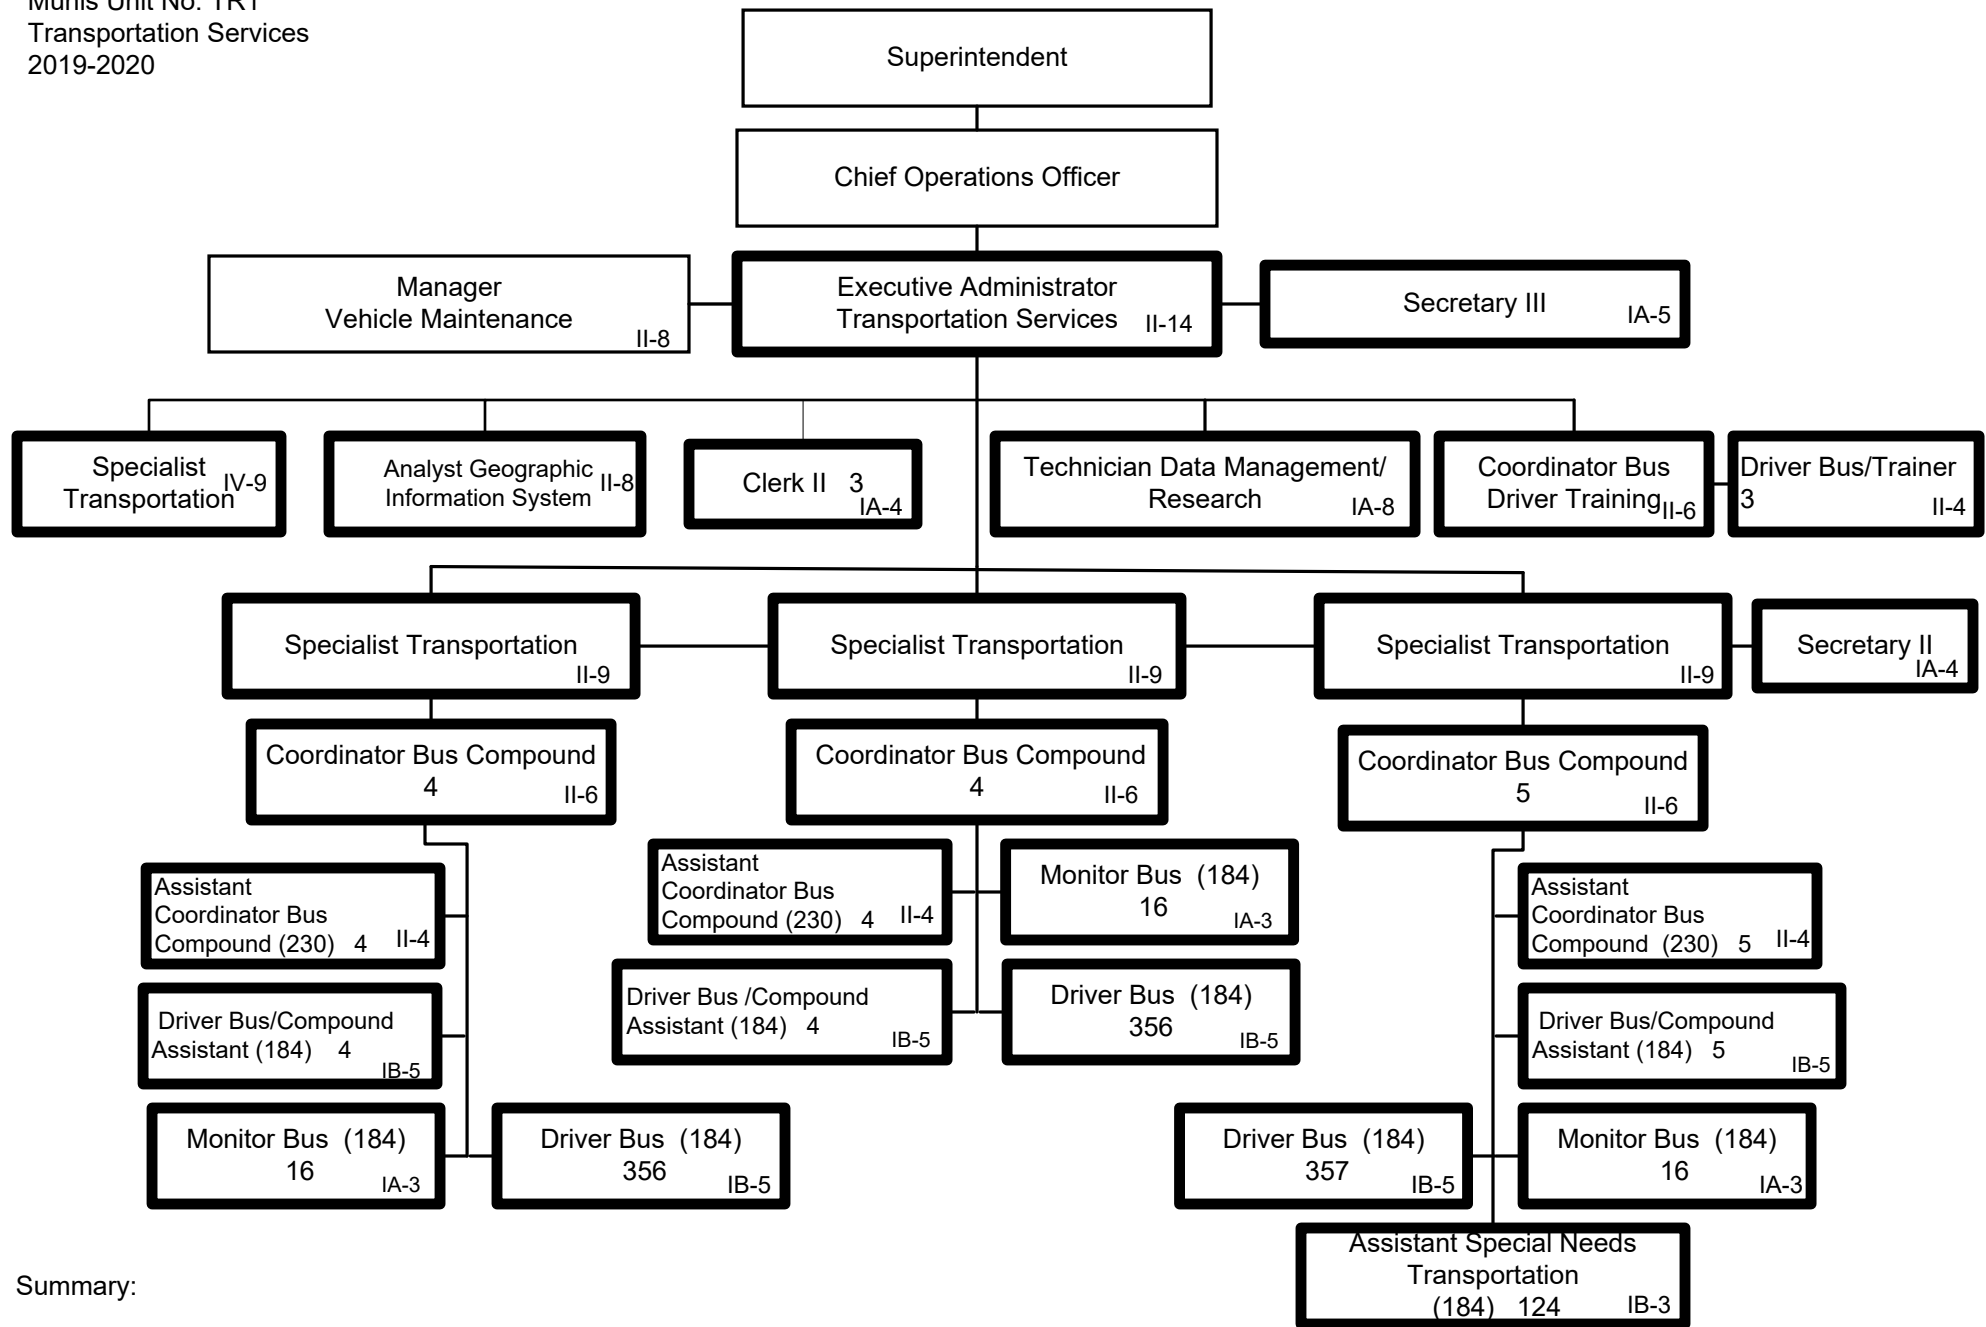 Munis Unit No. TRT
Transportation Services
2019-2020
Superintendent
Chief Operations Officer
Manager
Vehicle Maintenance
II-8
Executive Administrator
Transportation Services II-14
Secretary III
IA-5
Specialist
Transportation
IV-9
Analyst Geographic
Information System
II-8
Clerk II 3
IA-4
Technician Data Management/
Research
IA-8
Coordinator Bus
Driver Training
II-6
Driver Bus/Trainer
3
II-4
Specialist Transportation
II-9
Specialist Transportation
II-9
Specialist Transportation
II-9
Secretary II
IA-4
Coordinator Bus Compound
4
II-6
Coordinator Bus Compound
4
II-6
Coordinator Bus Compound
5
II-6
Assistant
Coordinator Bus
Compound (230) 4
II-4
Driver Bus/Compound
Assistant (184) 4
IB-5
Monitor Bus (184)
16
IA-3
Driver Bus (184)
356
IB-5
Assistant
Coordinator Bus
Compound (230) 4
II-4
Monitor Bus (184)
16
IA-3
Driver Bus /Compound
Assistant (184) 4
IB-5
Driver Bus (184)
356
IB-5
Assistant
Coordinator Bus
Compound (230) 5
II-4
Driver Bus/Compound
Assistant (184) 5
IB-5
Driver Bus (184)
357
IB-5
Monitor Bus (184)
16
IA-3
Assistant Special Needs
Transportation
(184) 124
IB-3
Summary: